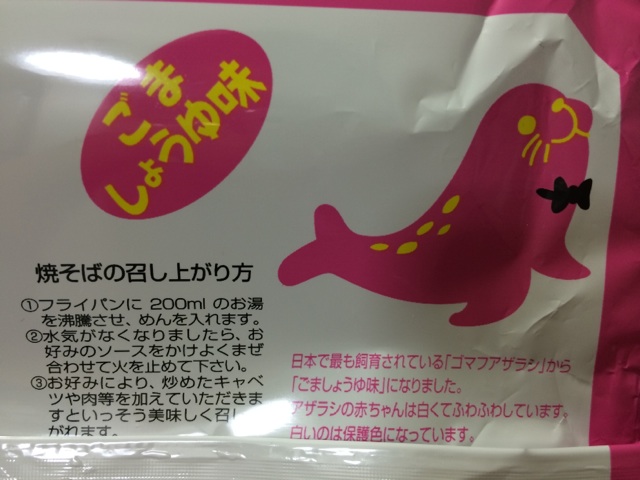 ごま
しょうゆ味
焼そばの召し上がり方
①フライパンに 200ml のお湯
を沸騰させ、めんを入れます。
②水気がなくなりましたら、お
好みのソースをかけよくまぜ
合わせて火を止めて下さい。
③お好みにより、炒めたキャベ
ツや肉等を加えていただきま
すといっそう美味しく召し
がれます。
日本で最も飼育されている「ゴマフアザラシ」から
「ごましょうゆ味」になりました。
アザラシの赤ちゃんは白くてふわふわしています。
白いのは保護色になっています。